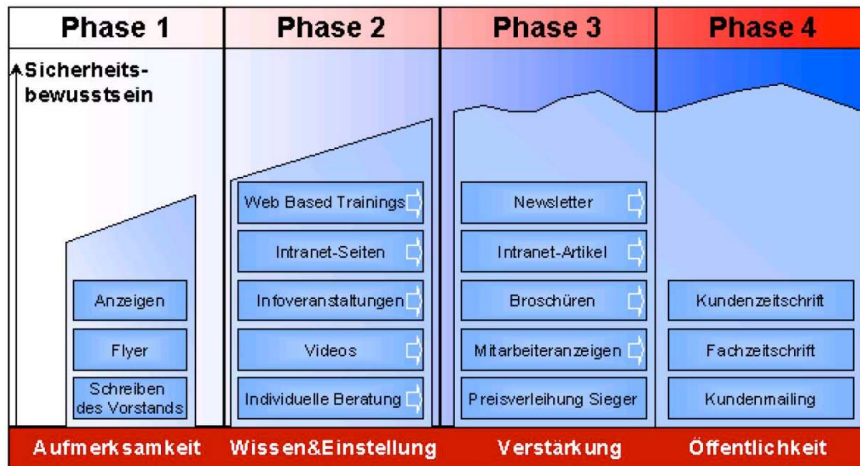 Phase 1
Phase 2
Phase 3
Phase 4
Sicherheits-
bewusstsein
Anzeigen
Flyer
Schreiben
des Vorstands
Web Based Trainings
Intranet-Seiten
Infoveranstaltungen
Videos
Individuelle Beratung
Newsletter
Intranet-Artikel
Broschüren
Mitarbeiteranzeigen
Preisverleihung Sieger
Kundenzeitschrift
Fachzeitschrift
Kundenmailing
Aufmerksamkeit
Wissen&Einstellung
Verstärkung
Öffentlichkeit